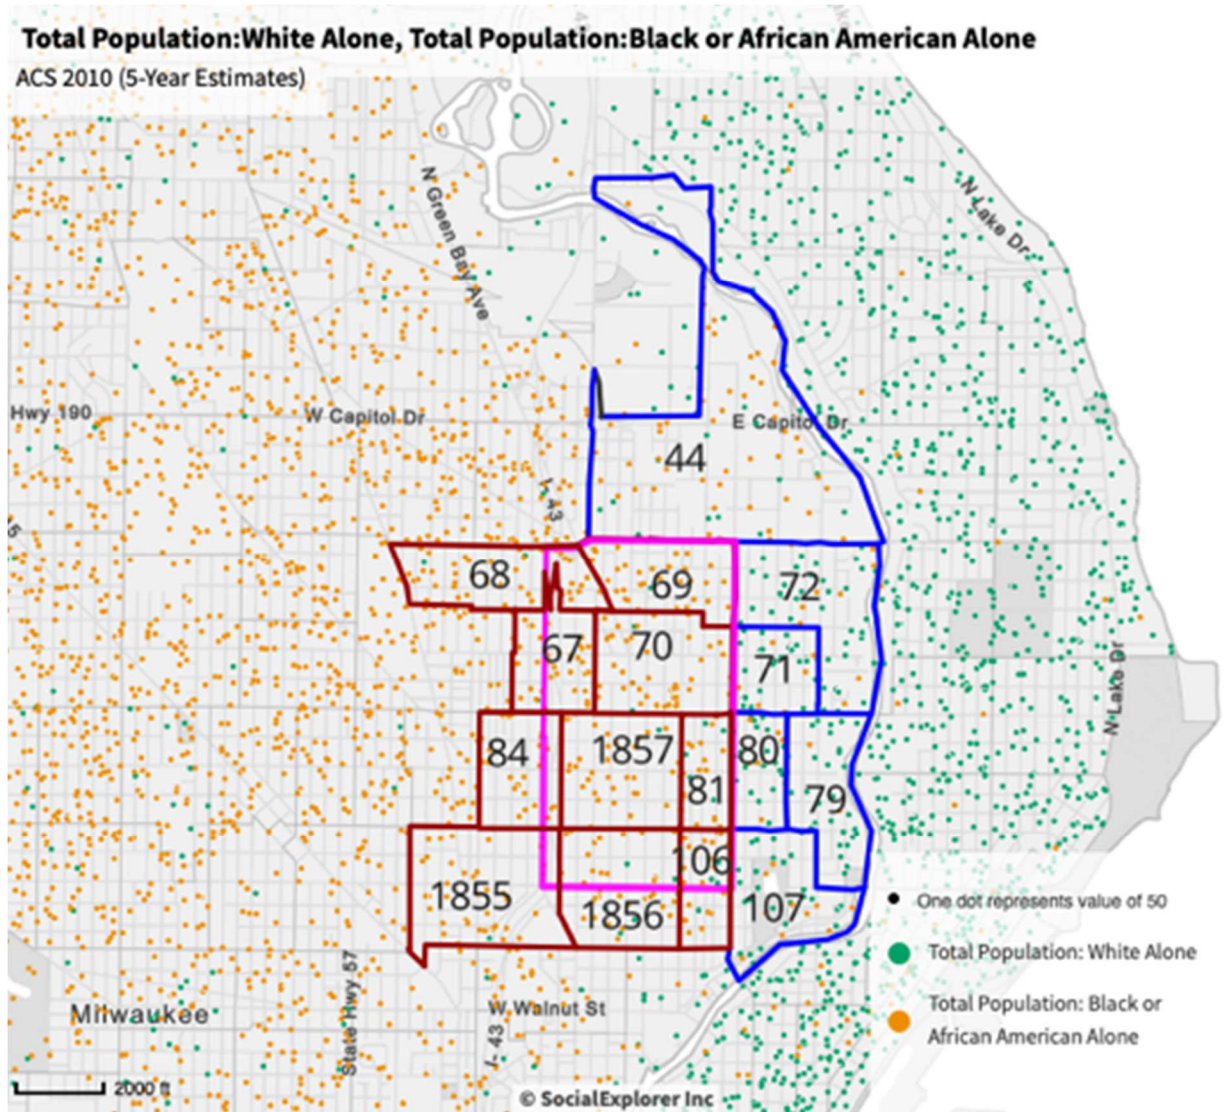 Total Population:White Alone, Total Population:Black or African American Alone
ACS 2010 (5-Year Estimates)
N Green Bay Ave
N Lake Dr
Hwy 190
W Capitol Dr
E Capitol Dr
44
I- 43
5
68
69
72
67
70
71
N Lake Dr
84
1857
80
81
79
106
1855
1856
107
One dot represents value of 50
Total Population: White Alone
Total Population: Black or
African American Alone
State Hwy 57
W Walnut St
Milwaukee
I- 43
2000 ft
© SocialExplorer Inc